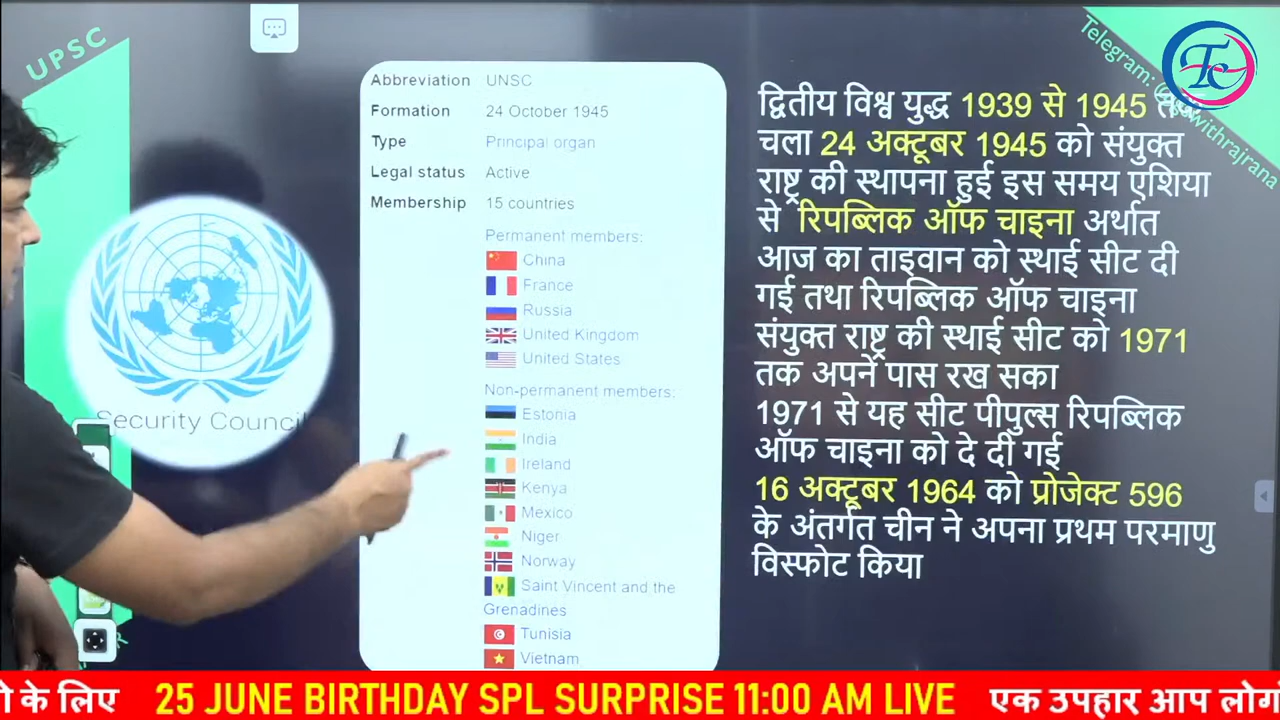 UPSC
Telegram:
Tc
Abbreviation UNSC
Formation 24 October 1945
Type Principal organ
Legal status Active
Membership 15 countries
Permanent members:
China
France
Russia
United Kingdom
United States
Non-permanent members:
Estonia
India
Ireland
Kenya
Mexico
Niger
Norway
Saint Vincent and the
Grenadines
Tunisia
Vietnam
Security Council
द्वितीय विश्व युद्ध 1939 से 1945
चला 24 अक्टूबर 1945 को संयुक्त
राष्ट्र की स्थापना हुई इस समय एशिया
से रिपब्लिक ऑफ चाइना अर्थात
आज का ताइवान को स्थाई सीट दी
गई तथा रिपब्लिक ऑफ चाइना
संयुक्त राष्ट्र की स्थाई सीट को 1971
तक अपने पास रख सका
1971 से यह सीट पीपुल्स रिपब्लिक
ऑफ चाइना को दे दी गई
16 अक्टूबर 1964 को प्रोजेक्ट 596
के अंतर्गत चीन ने अपना प्रथम परमाणु
विस्फोट किया
के लिए 25 JUNE BIRTHDAY SPL SURPRISE 11:00 AM LIVE एक उपहार आप